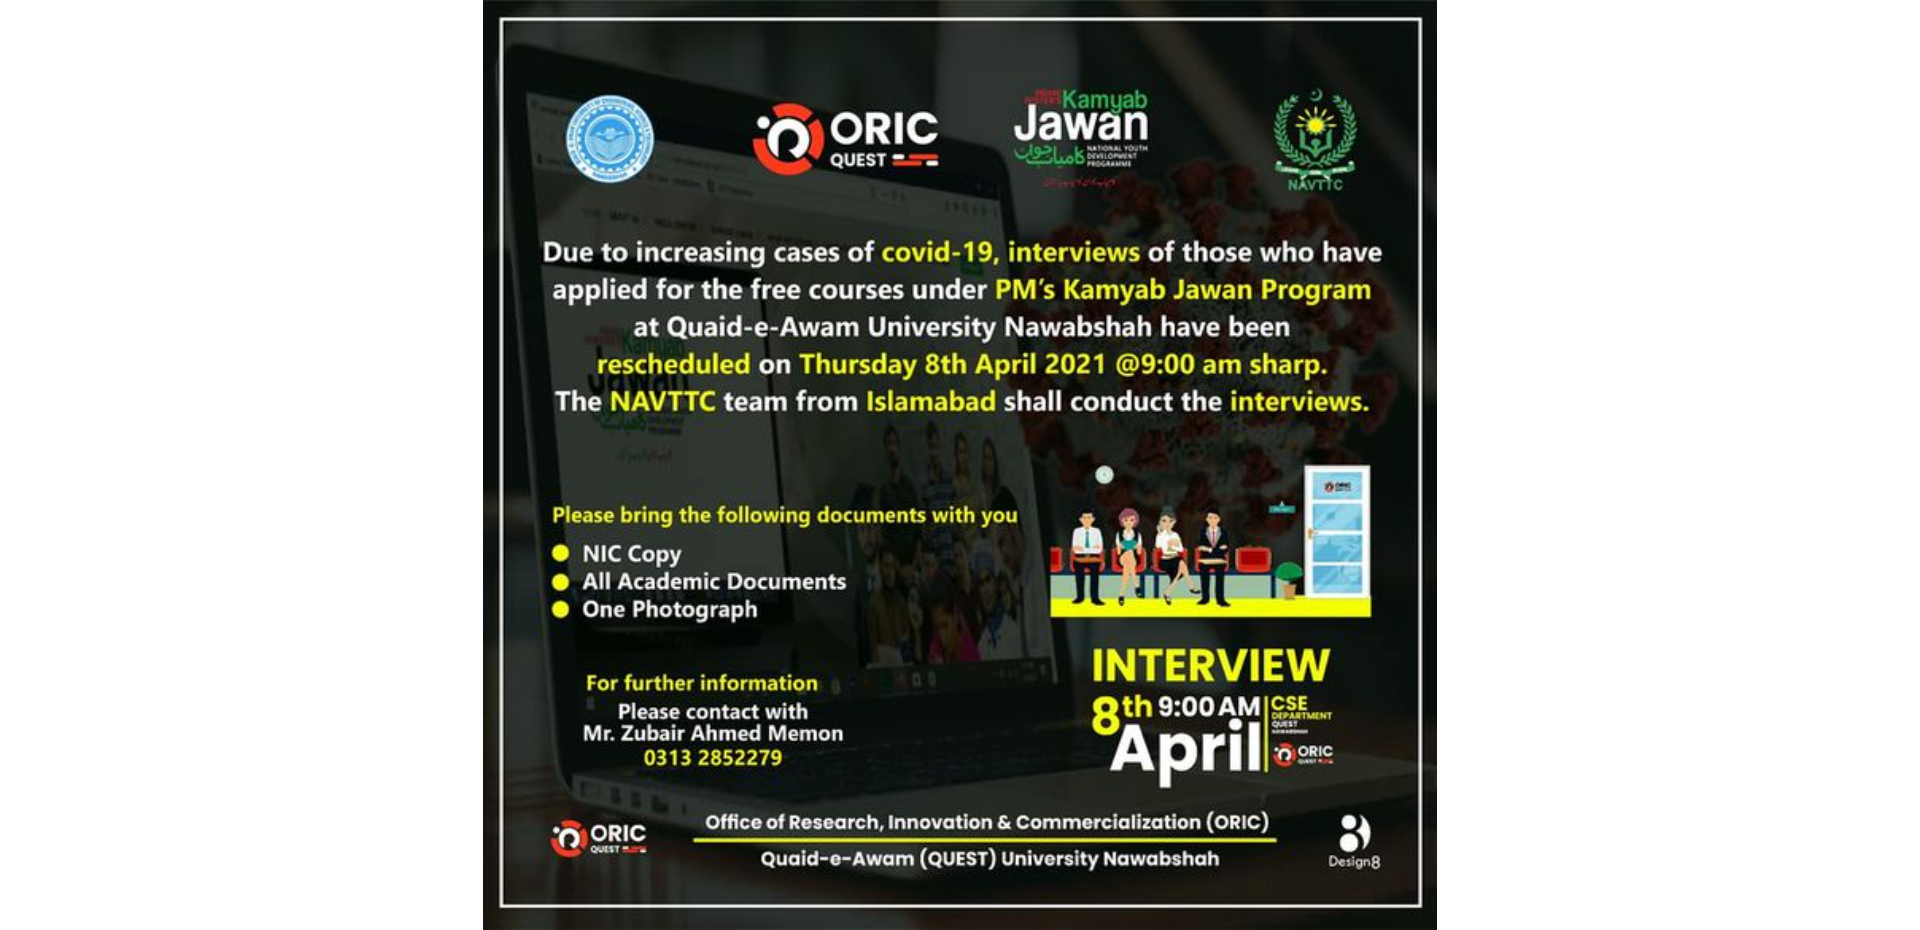 ORIC
QUEST
Kamyab
Jawan
کامیاب جوان
NATIONAL YOUTH
DEVELOPMENT
PROGRAMME
NAVTTC
Due to increasing cases of covid-19, interviews of those who have
applied for the free courses under PM's Kamyab Jawan Program
at Quaid-e-Awam University Nawabshah have been
rescheduled on Thursday 8th April 2021 @9:00 am sharp.
The NAVTTC team from Islamabad shall conduct the interviews.
Please bring the following documents with you
NIC Copy
All Academic Documents
One Photograph
ORIC
For further information
Please contact with
Mr. Zubair Ahmed Memon
0313 2852279
INTERVIEW
8th 9:00 AM
April
CSE
DEPARTMENT
QUEST
NAWABSHAH
ORIC
QUEST
ORIC
QUEST
Office of Research, Innovation & Commercialization (ORIC)
Quaid-e-Awam (QUEST) University Nawabshah
Design8